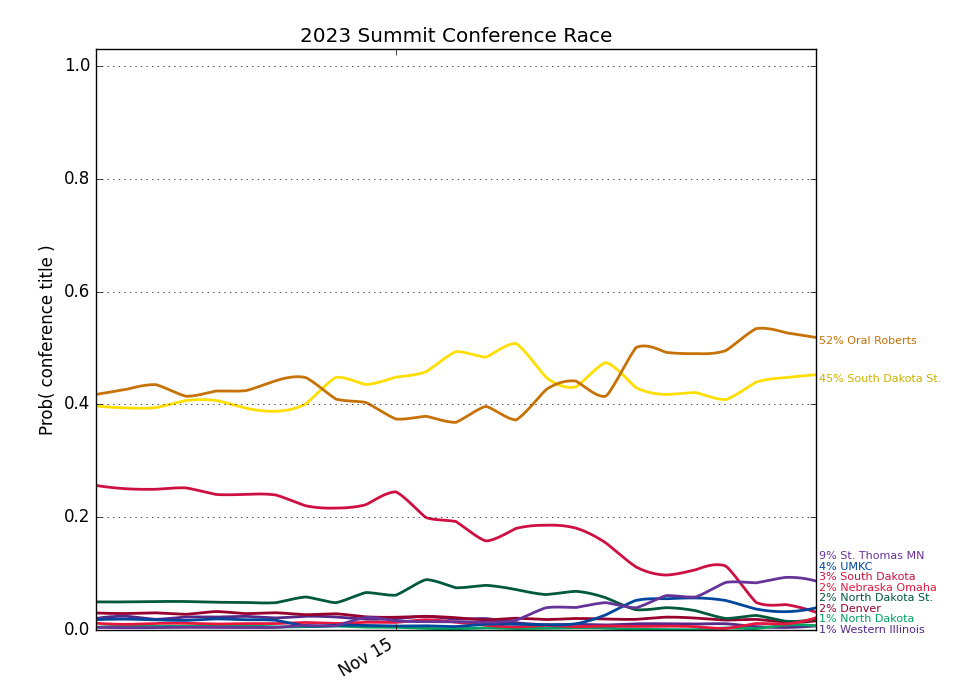 2023 Summit Conference Race
Prob( conference title )
1.0
0.8
0.6
0.4
0.2
0.0
Nov 15
52% Oral Roberts
45% South Dakota St.
9% St. Thomas MN
4% UMKC
3% South Dakota
2% Nebraska Omaha
2% North Dakota St.
2% Denver
1% North Dakota
1% Western Illinois